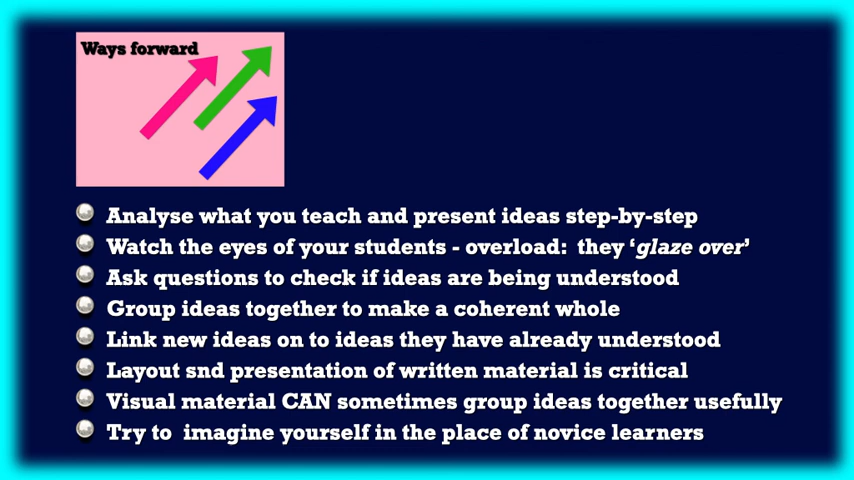 Ways forward
Analyse what you teach and present ideas step-by-step
Watch the eyes of your students - overload:  they ‘glaze over’
Ask questions to check if ideas are being understood
Group ideas together to make a coherent whole
Link new ideas on to ideas they have already understood
Layout snd presentation of written material is critical
Visual material CAN sometimes group ideas together usefully
Try to  imagine yourself in the place of novice learners